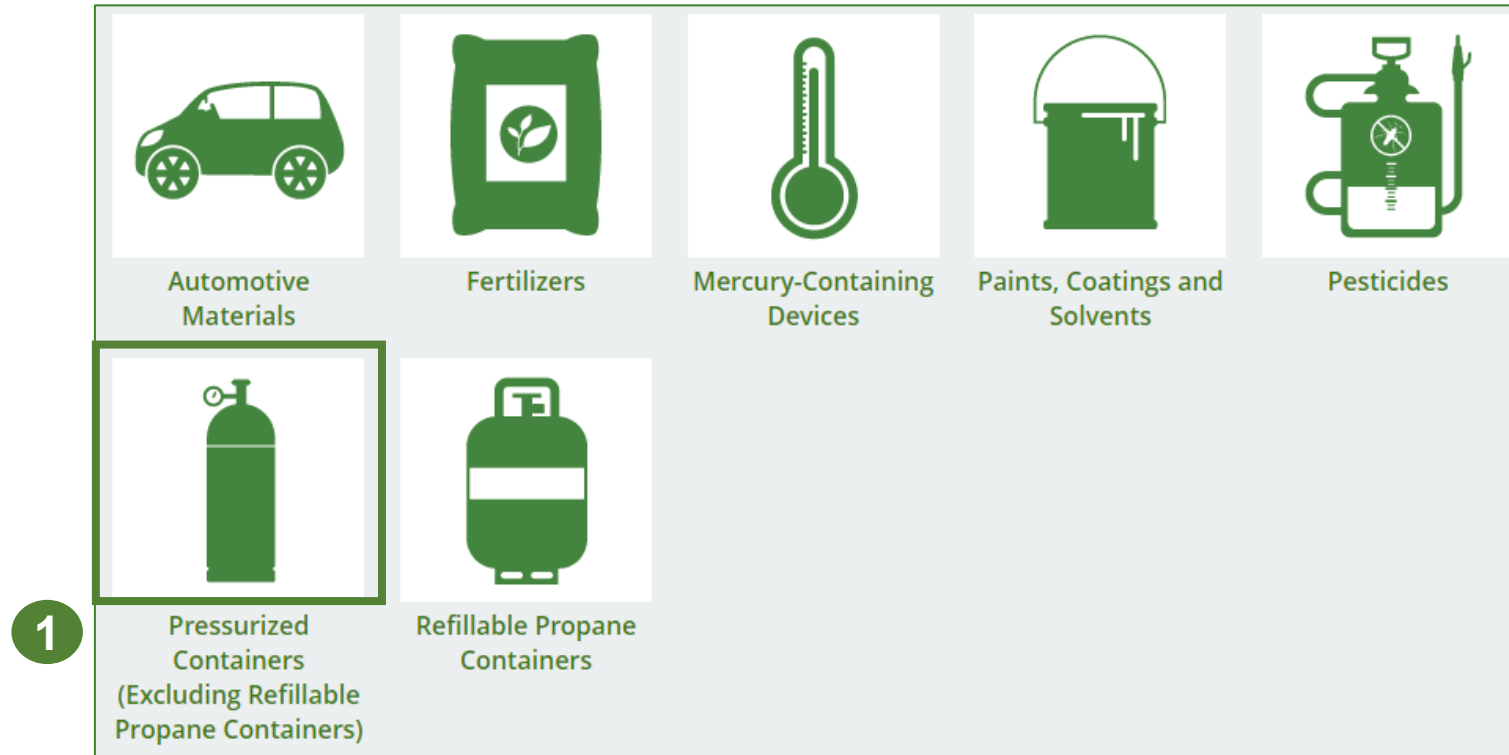 Automotive
Materials
Fertilizers
Mercury-Containing
Devices
Paints, Coatings and
Solvents
Pesticides
1
Pressurized
Containers
(Excluding Refillable
Propane Containers)
Refillable Propane
Containers